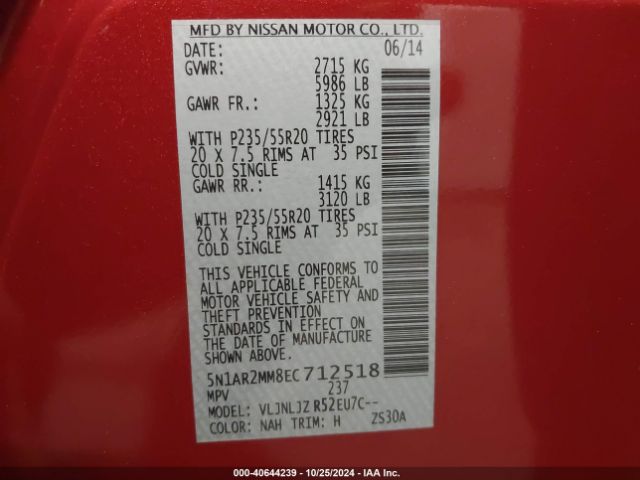 MFD BY NISSAN MOTOR CO., LTD.
DATE: 06/14
GVWR: 2715 KG
5986 LB
GAWR FR.: 1325 KG
2921 LB
WITH P235/55R20 TIRES
20 X 7.5 RIMS AT 35 PSI
COLD SINGLE
GAWR RR.: 1415 KG
3120 LB
WITH P235/55R20 TIRES
20 X 7.5 RIMS AT 35 PSI
COLD SINGLE
THIS VEHICLE CONFORMS TO
ALL APPLICABLE FEDERAL
MOTOR VEHICLE SAFETY AND
THEFT PREVENTION
STANDARDS IN EFFECT ON
THE DATE OF MANUFACTURE
SHOWN ABOVE.
5N1AR2MM8EC712518
MPV 237
MODEL: VLJNLJZ R52EU7C--
COLOR: NAH TRIM: H ZS30A
000-40644239 - 10/25/2024 - IAA Inc.